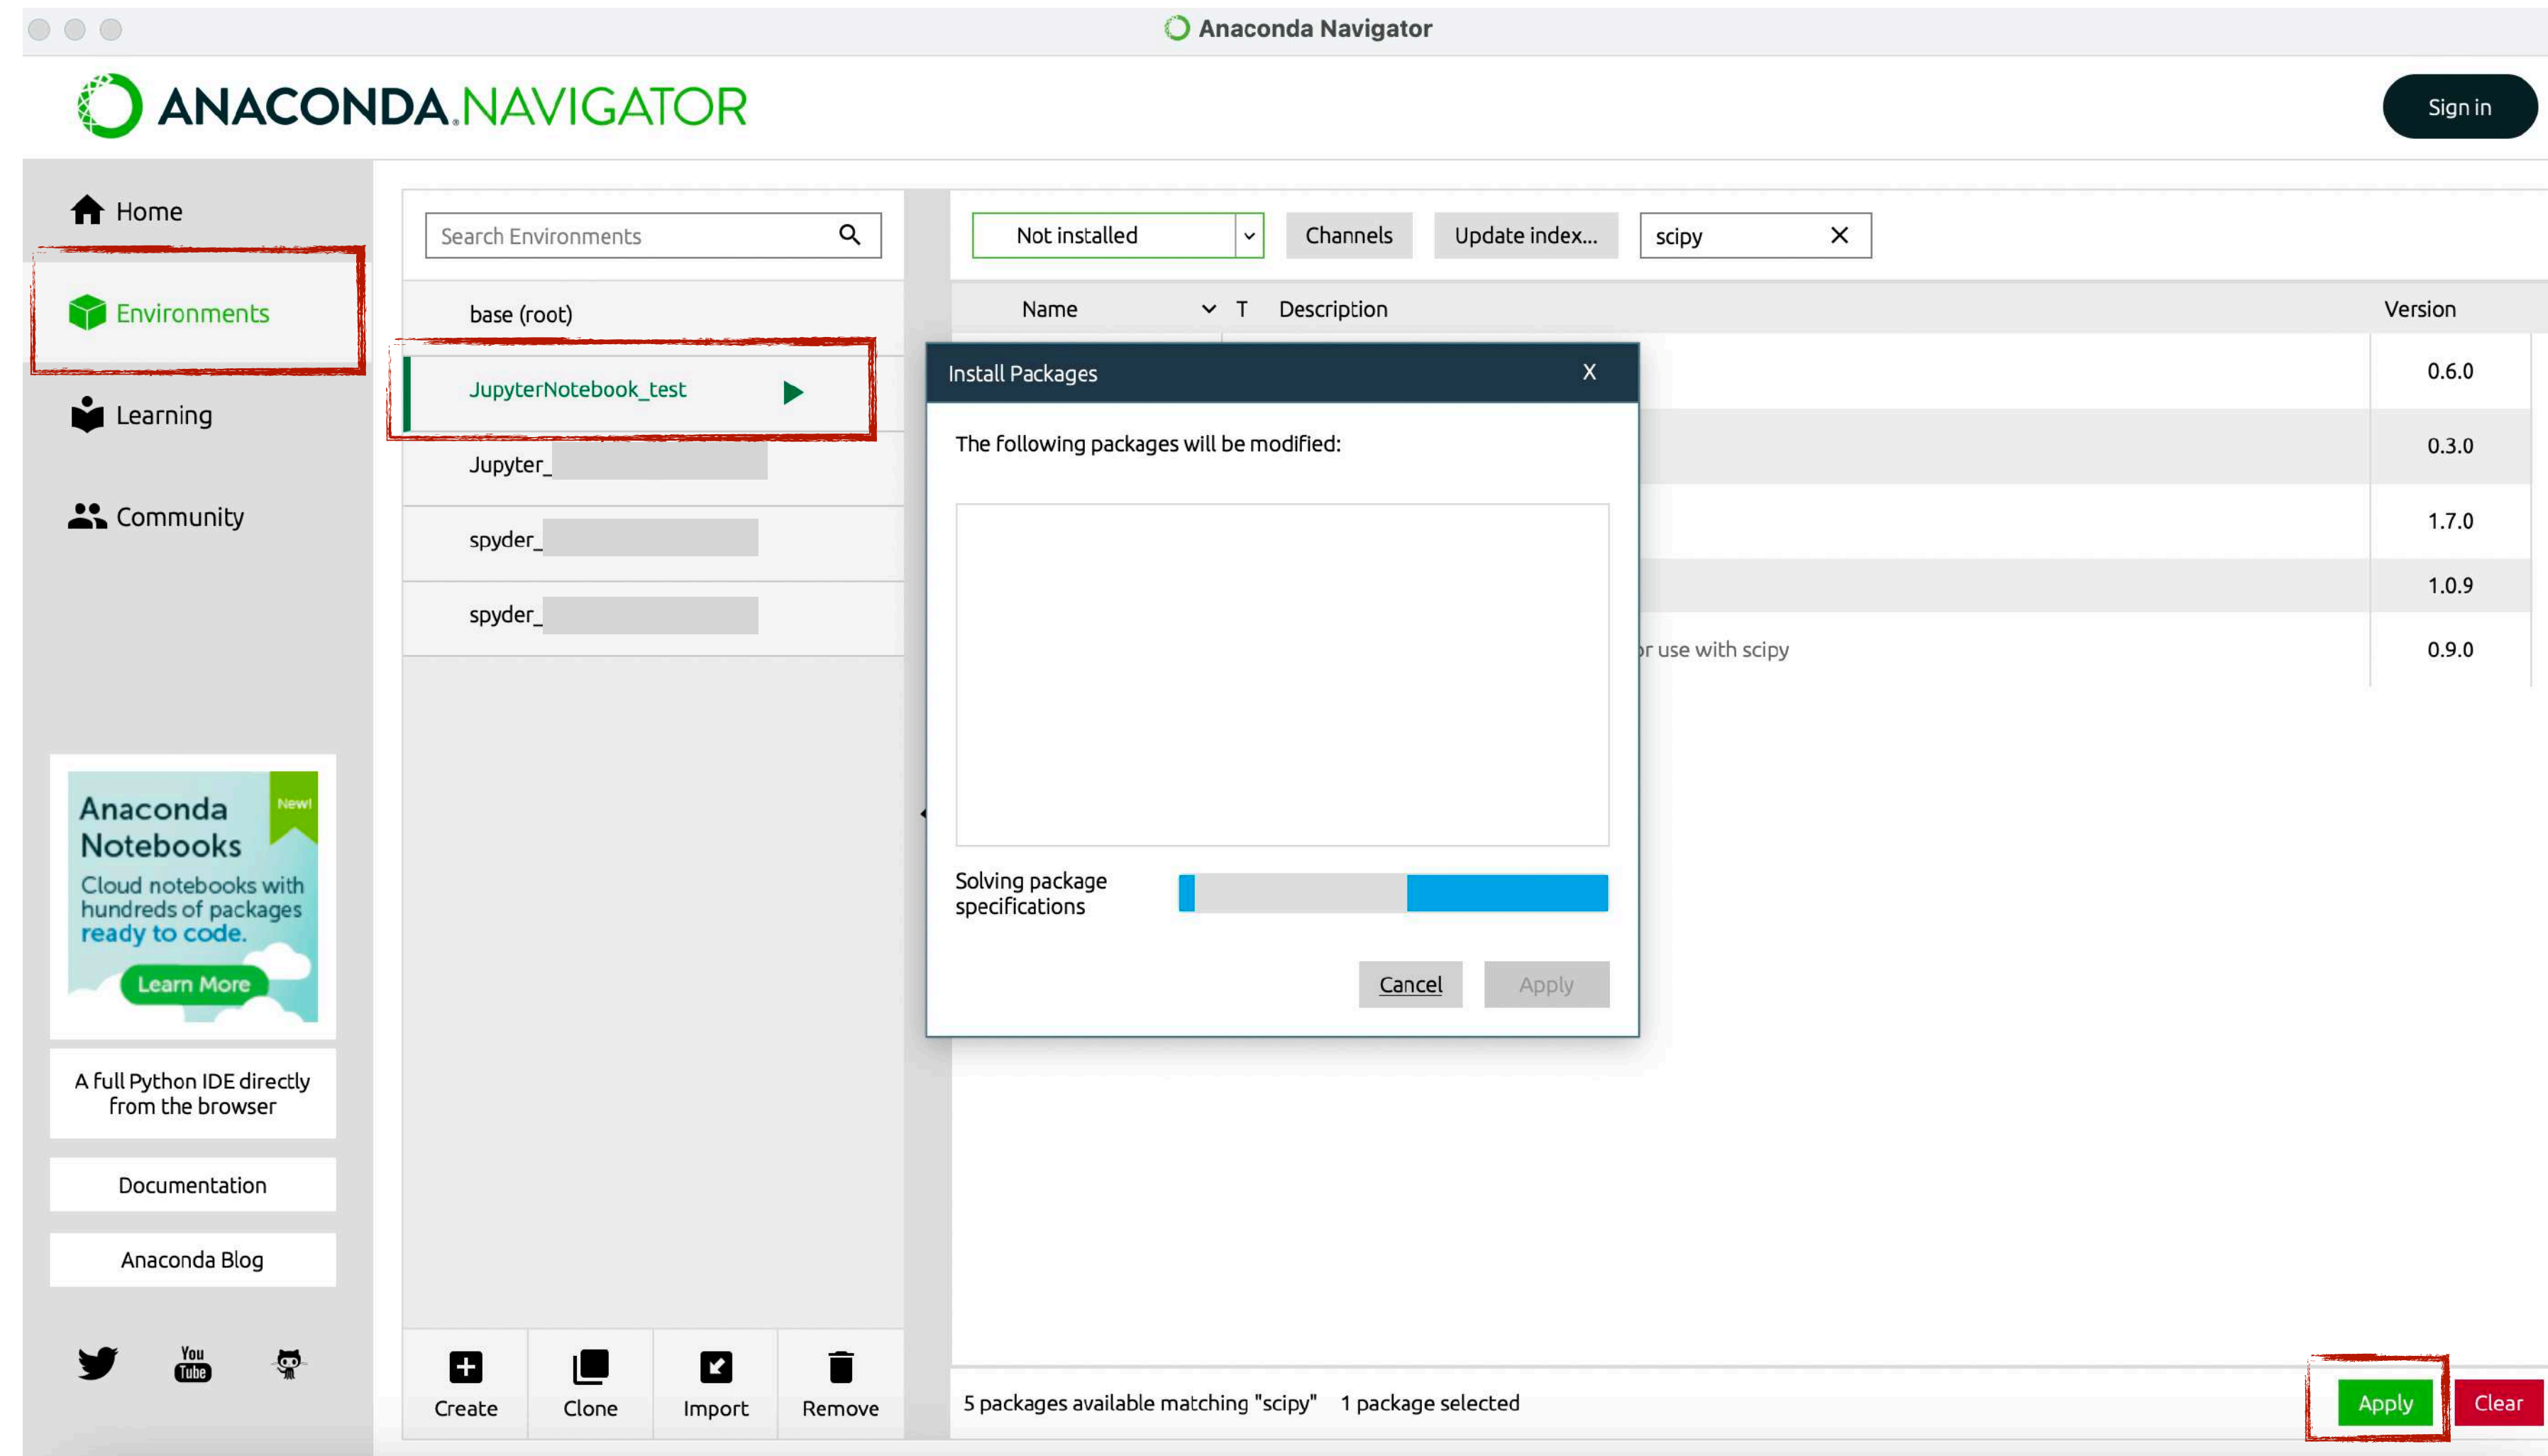 Anaconda Navigator
ANACONDA.NAVIGATOR
Sign in
Home
Environments
Learning
Community
Anaconda
Notebooks
New!
Cloud notebooks with
hundreds of packages
ready to code.
Learn More
A full Python IDE directly
from the browser
Documentation
Anaconda Blog
You
Tube
Search Environments
base (root)
JupyterNotebook_test
Jupyter_
spyder_
spyder_
Create Clone Import Remove
Not installed Channels Update index... scipy X
Name T Description Version
0.6.0
0.3.0
1.7.0
1.0.9
or use with scipy 0.9.0
Install Packages X
The following packages will be modified:
Solving package
specifications
Cancel Apply
5 packages available matching "scipy" 1 package selected
Apply Clear